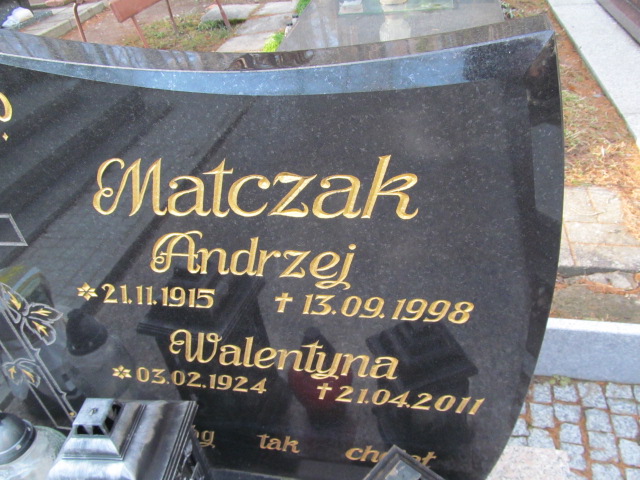 Matczak
Andrzej
21.11.1915 † 13.09.1998
Walentyna
03.02.1924 † 21.04.2011
tak